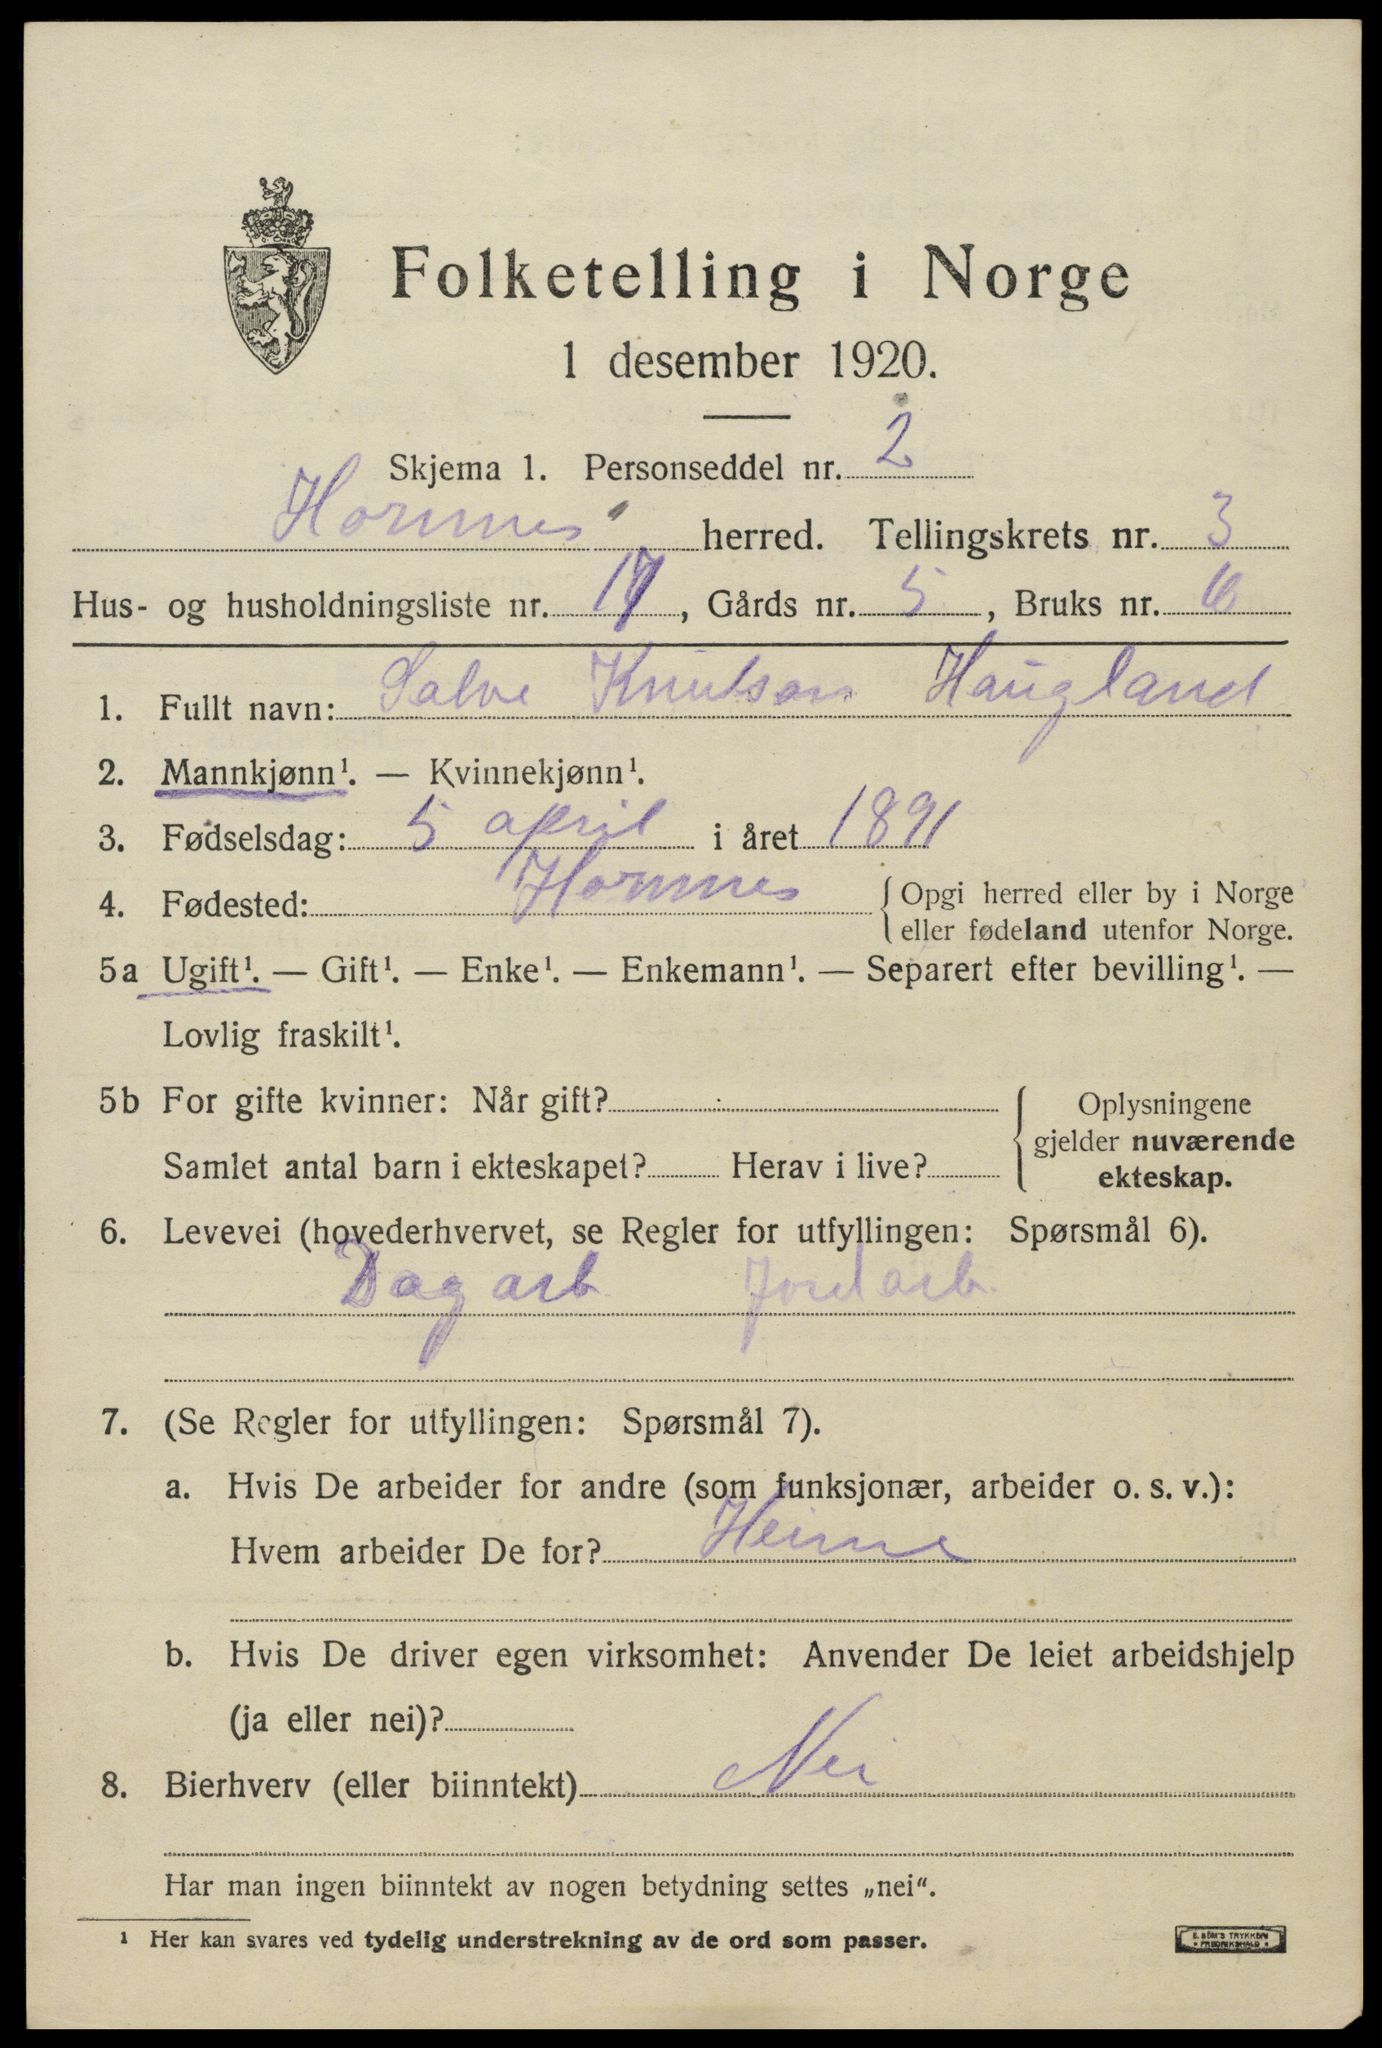 Folketelling i Norge
1 desember 1920.
Skjema 1. Personseddel nr. 2
Hornnes herred. Tellingskrets nr. 3
Hus- og husholdningsliste nr. 17, Gårds nr. 5, Bruks nr.
1. Fullt navn: Salve Knutson Haugland
2. Mannkjønn¹. — Kvinnekjønn¹.
3. Fødselsdag: 5 april i året 1891
4. Fødested: Hornnes { Opgi herred eller by i Norge
eller fødeland utenfor Norge.
5a Ugift¹. — Gift¹. — Enke¹. — Enkemann¹. — Separert efter bevilling¹. —
Lovlig fraskilt¹.
5b For gifte kvinner: Når gift? { Oplysningene
gjelder nuværende
Samlet antal barn i ekteskapet? Herav i live? ekteskap.
6. Levevei (hovederhvervet, se Regler for utfyllingen: Spørsmål 6).
Dagarb Jordarb.
7. (Se Regler for utfyllingen: Spørsmål 7).
a. Hvis De arbeider for andre (som funksjonær, arbeider o. s. v.):
Hvem arbeider De for? Heime
b. Hvis De driver egen virksomhet: Anvender De leiet arbeidshjelp
(ja eller nei)?
8. Bierhverv (eller biinntekt) Nei
Har man ingen biinntekt av nogen betydning settes „nei“.
¹ Her kan svares ved tydelig understrekning av de ord som passer.
E. SEM'S TRYKKERI
• FREDRIKSHALD •